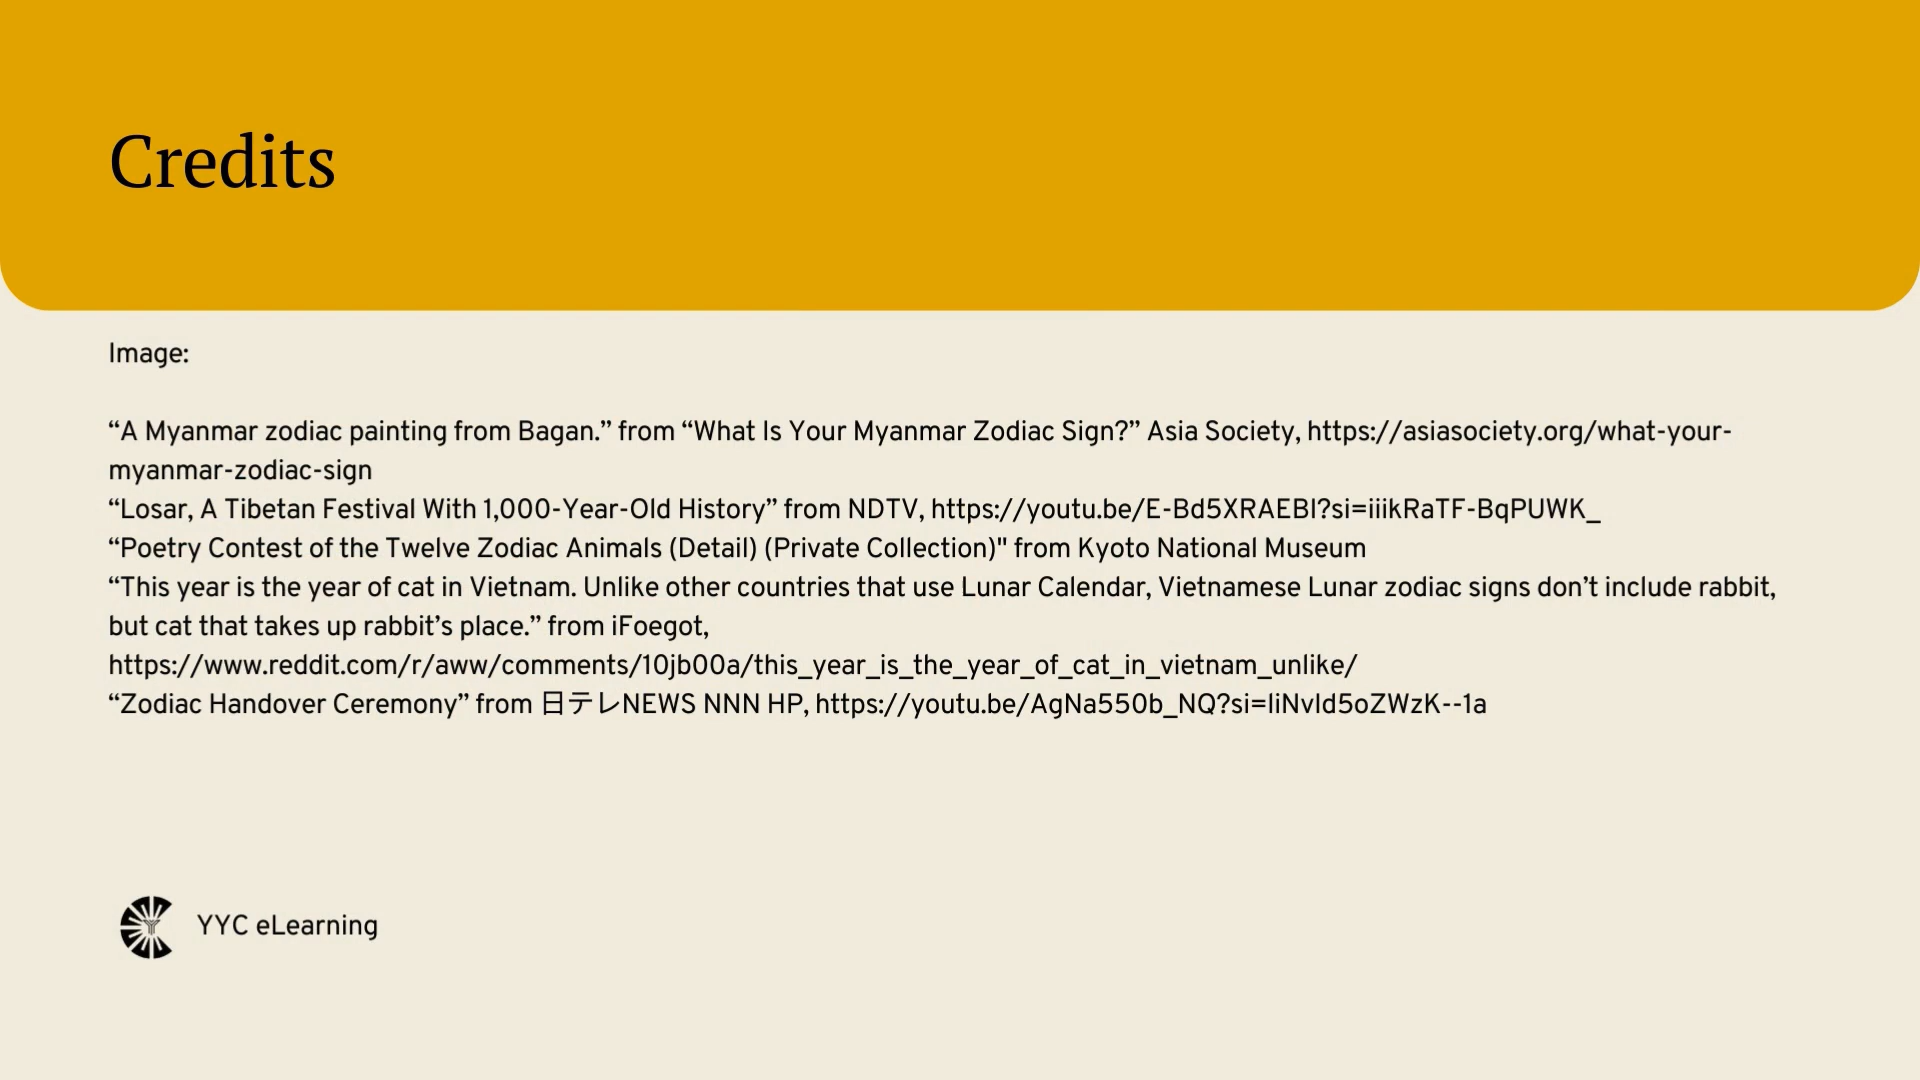 Credits
Image:
“A Myanmar zodiac painting from Bagan.” from “What Is Your Myanmar Zodiac Sign?” Asia Society, https://asiasociety.org/what-your-
myanmar-zodiac-sign
“Losar, A Tibetan Festival With 1,000-Year-Old History” from NDTV, https://youtu.be/E-Bd5XRAEBI?si=iiikRaTF-BqPUWK_
“Poetry Contest of the Twelve Zodiac Animals (Detail) (Private Collection)" from Kyoto National Museum
“This year is the year of cat in Vietnam. Unlike other countries that use Lunar Calendar, Vietnamese Lunar zodiac signs don’t include rabbit,
but cat that takes up rabbit’s place.” from iFoegot,
https://www.reddit.com/r/aww/comments/10jb00a/this_year_is_the_year_of_cat_in_vietnam_unlike/
“Zodiac Handover Ceremony” from 日テレNEWS NNN HP, https://youtu.be/AgNa550b_NQ?si=liNvld5oZWzK--1a
YYC eLearning